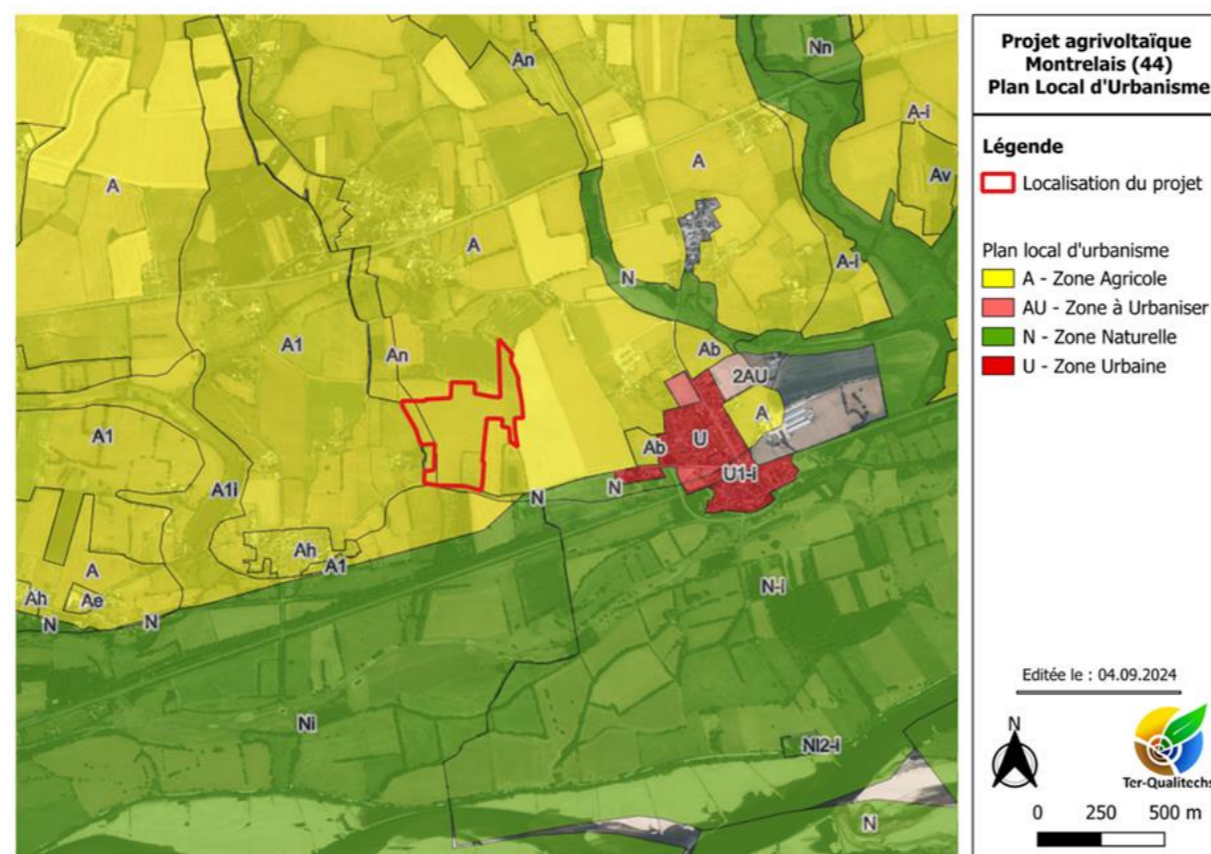 Projet agrivoltaïque
Montrelais (44)
Plan Local d'Urbanisme
Légende
Localisation du projet
Plan local d'urbanisme
A - Zone Agricole
AU - Zone à Urbaniser
N - Zone Naturelle
U - Zone Urbaine
Editée le : 04.09.2024
N
Ter-Qualitechs
0 250 500 m
Nn
An
A-i
A
Av
A
A
A-i
N
A1
An
Ab
2AU
A
A1
Ab
U
A1i
U1-i
N
N
Ah
A1
A
Ah
Ae
N
N
N-i
Ni
Nl2-i
N